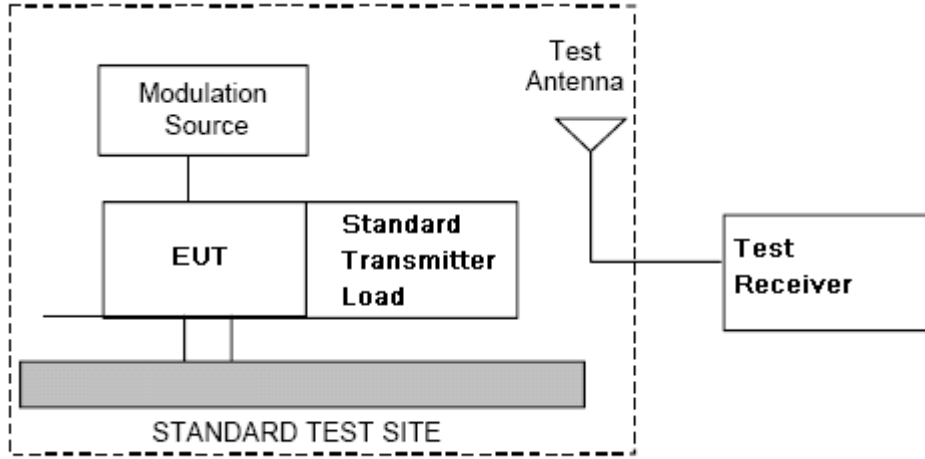 Test
Antenna
Modulation
Source
EUT
Standard
Transmitter
Load
Test
Receiver
STANDARD TEST SITE